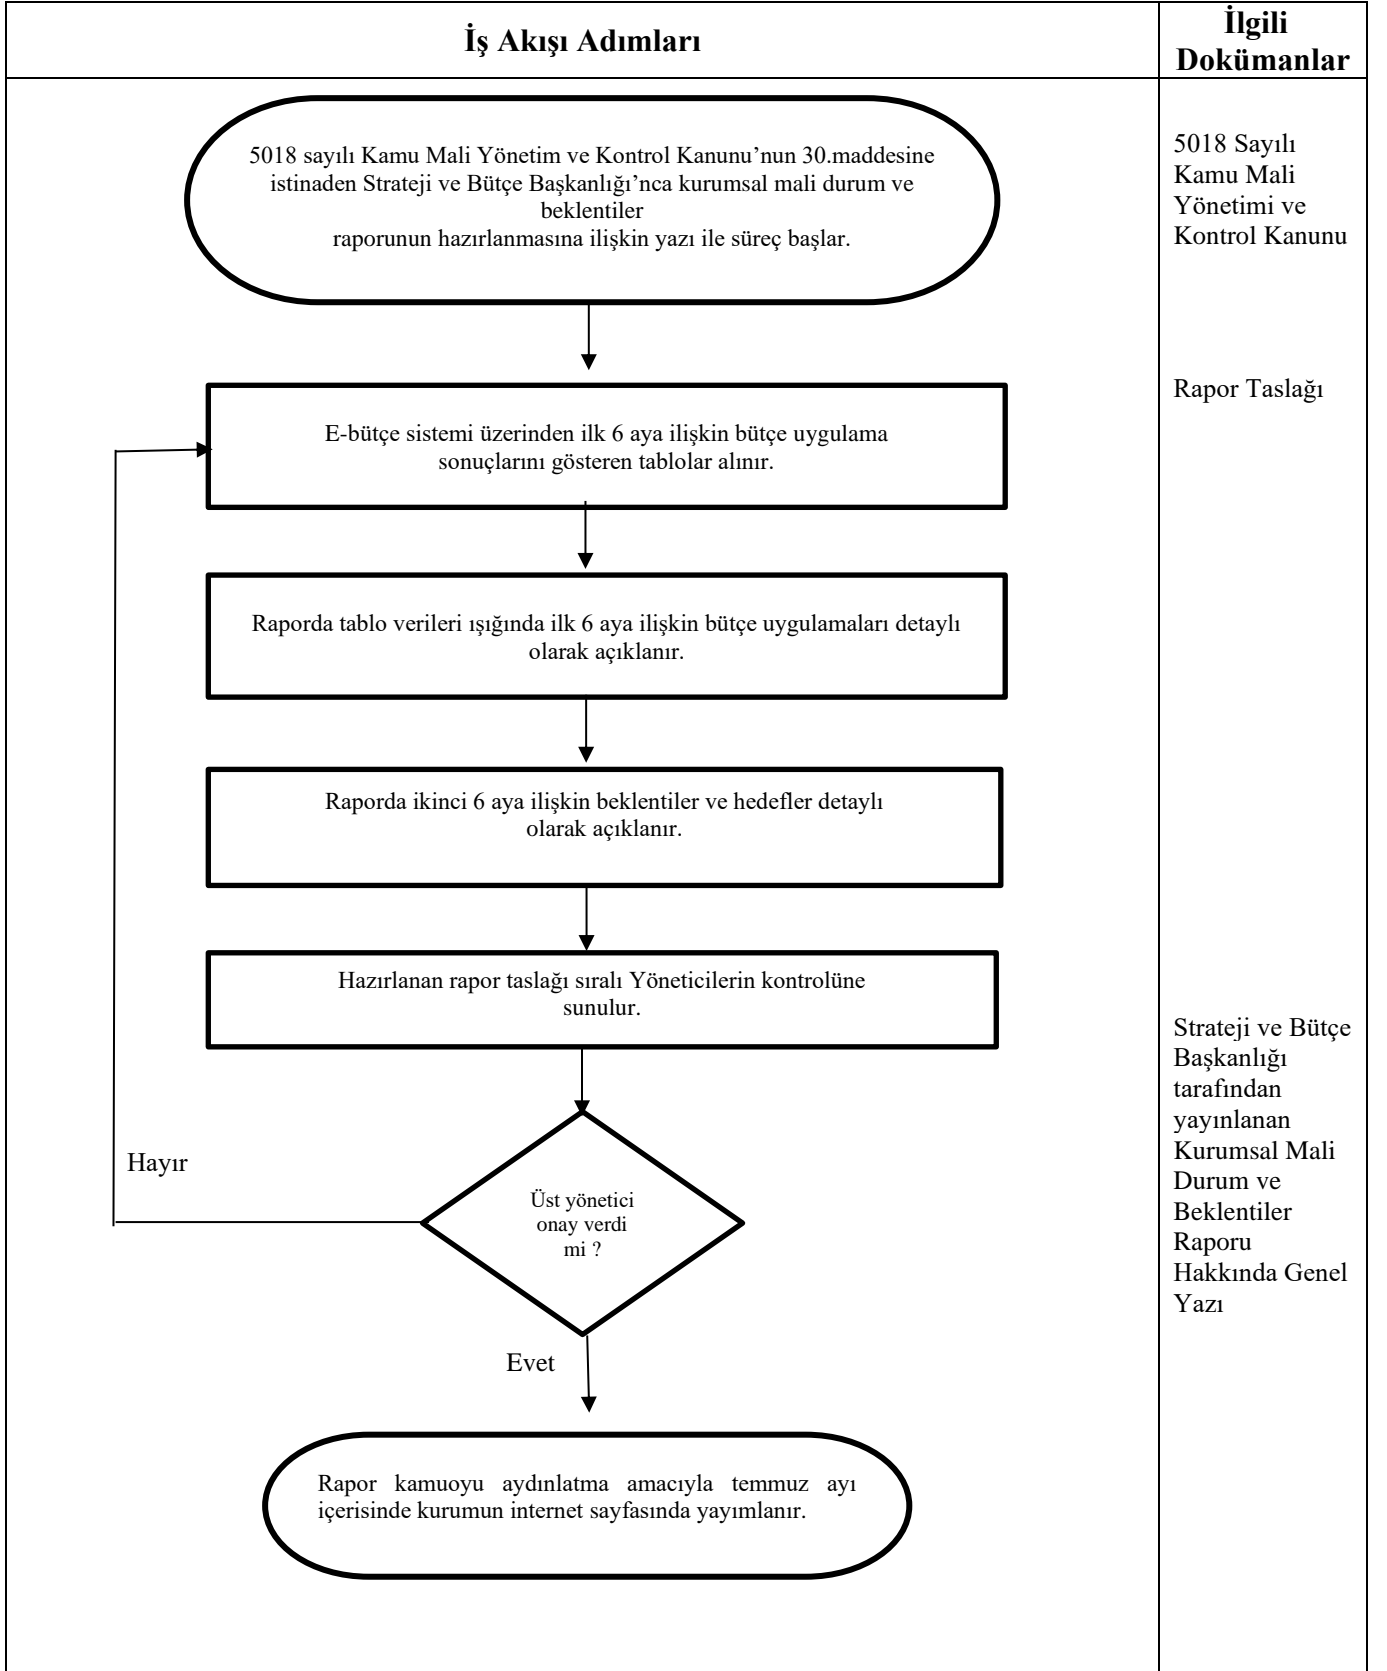 İş Akışı Adımları
İlgili
Dokümanlar
5018 sayılı Kamu Mali Yönetim ve Kontrol Kanunu’nun 30.maddesine
istinaden Strateji ve Bütçe Başkanlığı’nca kurumsal mali durum ve
beklentiler
raporunun hazırlanmasına ilişkin yazı ile süreç başlar.
5018 Sayılı
Kamu Mali
Yönetimi ve
Kontrol Kanunu
E-bütçe sistemi üzerinden ilk 6 aya ilişkin bütçe uygulama
sonuçlarını gösteren tablolar alınır.
Rapor Taslağı
Raporda tablo verileri ışığında ilk 6 aya ilişkin bütçe uygulamaları detaylı
olarak açıklanır.
Raporda ikinci 6 aya ilişkin beklentiler ve hedefler detaylı
olarak açıklanır.
Hazırlanan rapor taslağı sıralı Yöneticilerin kontrolüne
sunulur.
Strateji ve Bütçe
Başkanlığı
tarafından
yayınlanan
Kurumsal Mali
Durum ve
Beklentiler
Raporu
Hakkında Genel
Yazı
Hayır
Üst yönetici
onay verdi
mi ?
Evet
Rapor kamuoyu aydınlatma amacıyla temmuz ayı
içerisinde kurumun internet sayfasında yayımlanır.